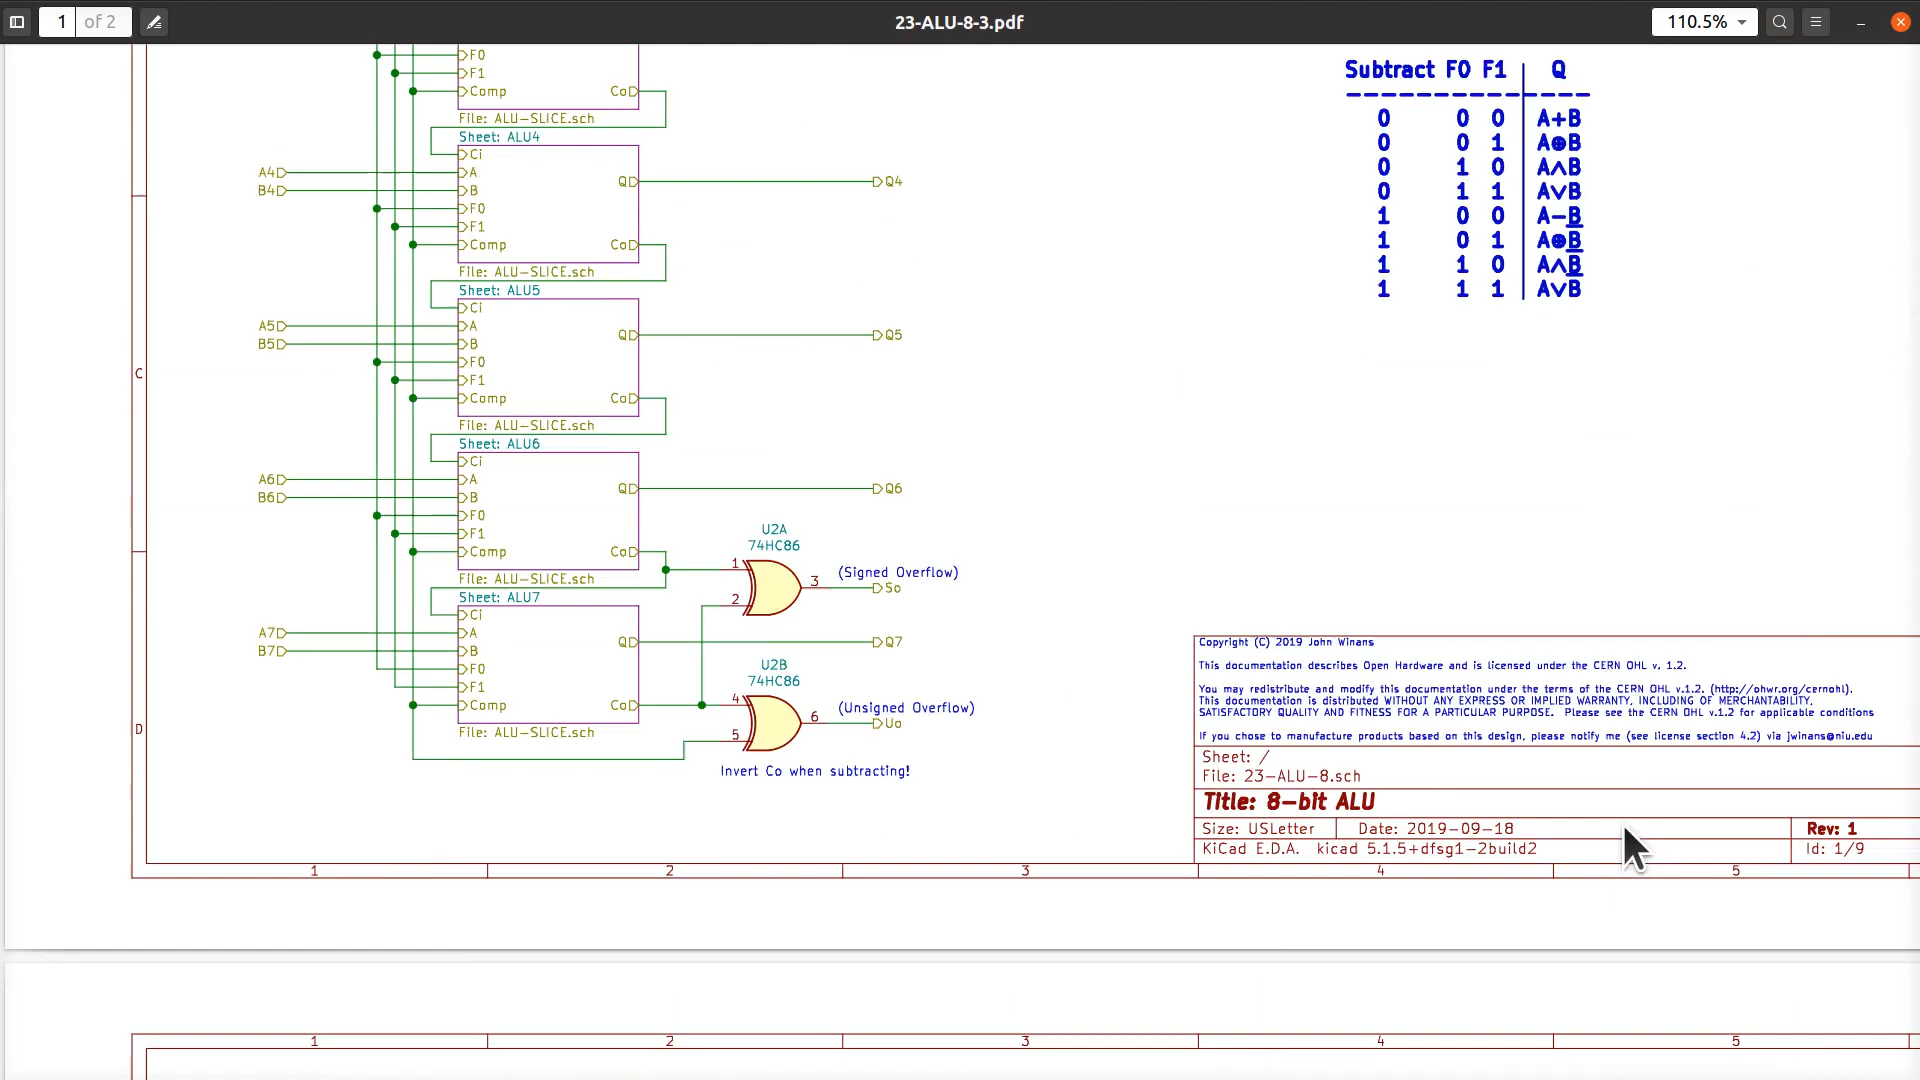 1 of 2
23-ALU-8-3.pdf
110.5%
F0
F1
Comp
Co
File: ALU-SLICE.sch
Sheet: ALU4
Ci
A4
A
B4
B
Q
Q4
F0
F1
Comp
Co
File: ALU-SLICE.sch
Sheet: ALU5
Ci
A5
A
B5
B
Q
Q5
F0
F1
Comp
Co
File: ALU-SLICE.sch
Sheet: ALU6
Ci
A6
A
B6
B
Q
Q6
F0
F1
Comp
Co
File: ALU-SLICE.sch
Sheet: ALU7
Ci
A7
A
B7
B
Q
Q7
F0
F1
Comp
Co
File: ALU-SLICE.sch
U2A
74HC86
1
2
3
(Signed Overflow)
So
U2B
74HC86
4
5
6
(Unsigned Overflow)
Uo
Invert Co when subtracting!
Subtract F0 F1 Q
0 0 0 A+B
0 0 1 A⊕B
0 1 0 A∧B
0 1 1 A∨B
1 0 0 A-B
1 0 1 A⊕B
1 1 0 A∧B
1 1 1 A∨B
C
D
Copyright (C) 2019 John Winans
This documentation describes Open Hardware and is licensed under the CERN OHL v. 1.2.
You may redistribute and modify this documentation under the terms of the CERN OHL v.1.2. (http://ohwr.org/cernohl).
This documentation is distributed WITHOUT ANY EXPRESS OR IMPLIED WARRANTY, INCLUDING OF MERCHANTABILITY,
SATISFACTORY QUALITY AND FITNESS FOR A PARTICULAR PURPOSE. Please see the CERN OHL v.1.2 for applicable conditions
If you chose to manufacture products based on this design, please notify me (see license section 4.2) via jwinans@niu.edu
Sheet: /
File: 23-ALU-8.sch
Title: 8-bit ALU
Size: USLetter Date: 2019-09-18 Rev: 1
KiCad E.D.A. kicad 5.1.5+dfsg1-2build2 Id: 1/9
1 2 3 4 5
1 2 3 4 5